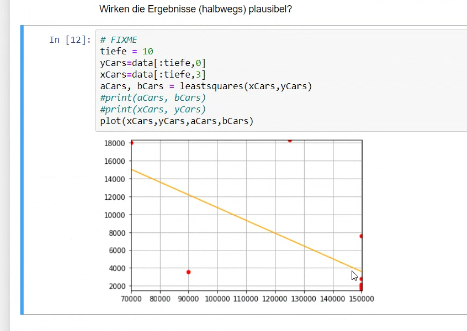 Wirken die Ergebnisse (halbwegs) plausibel?
In [12]: # FIXME
tiefe = 10
yCars=data[:tiefe,0]
xCars=data[:tiefe,3]
aCars, bCars = leastsquares(xCars,yCars)
#print(aCars, bCars)
#print(xCars, yCars)
plot(xCars,yCars,aCars,bCars)
18000
16000
14000
12000
10000
8000
6000
4000
2000
70000 80000 90000 100000 110000 120000 130000 140000 150000